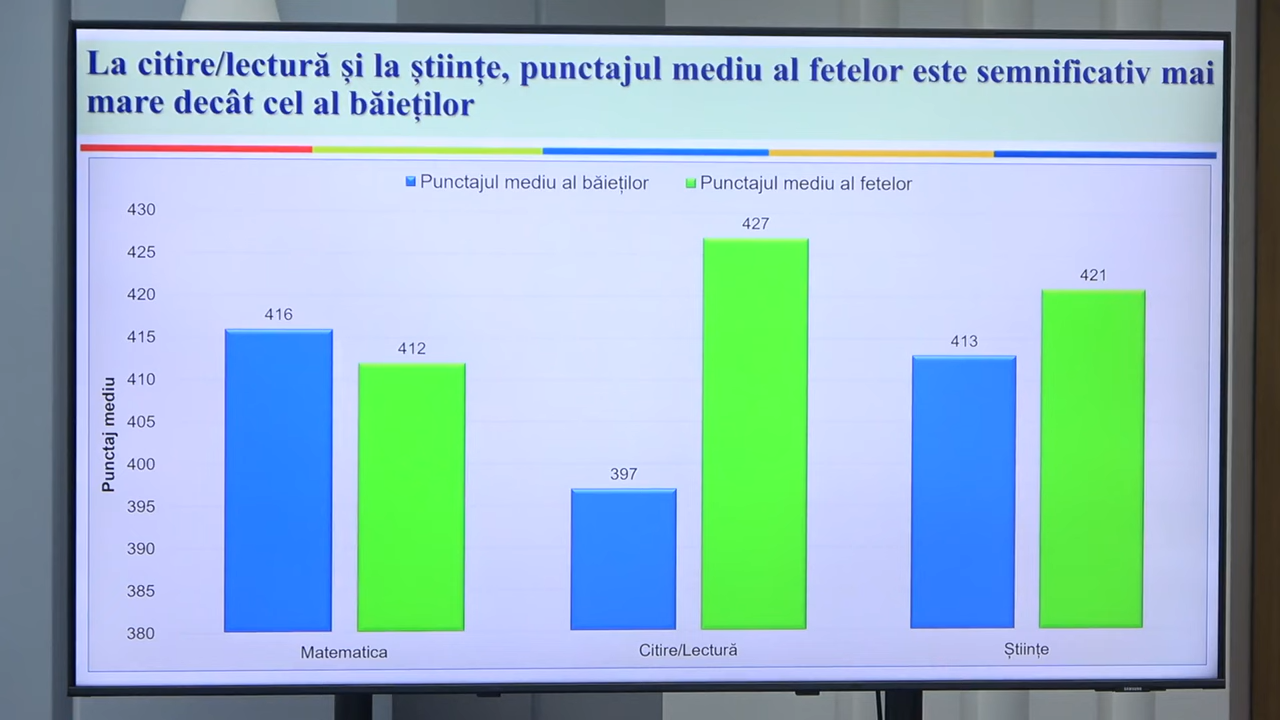 La citire/lectură și la științe, punctajul mediu al fetelor este semnificativ mai
mare decât cel al băieților
Punctajul mediu al băieților
Punctajul mediu al fetelor
Punctaj mediu
430
425
420
415
410
405
400
395
390
385
380
416
412
397
427
413
421
Matematica
Citire/Lectură
Științe
SAMSUNG